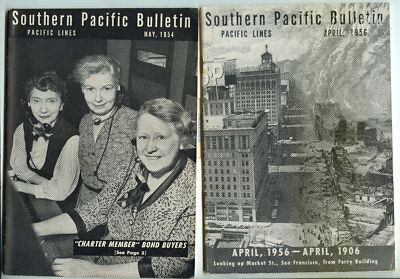 Southern Pacific Bulletin
PACIFIC LINES
MAY, 1954
"CHARTER MEMBER" BOND BUYERS
[See Page 3]
Southern Pacific Bulletin
PACIFIC LINES
APRIL, 1956
SP
APRIL, 1956—APRIL, 1906
Looking up Market St., San Francisco, from Ferry Building